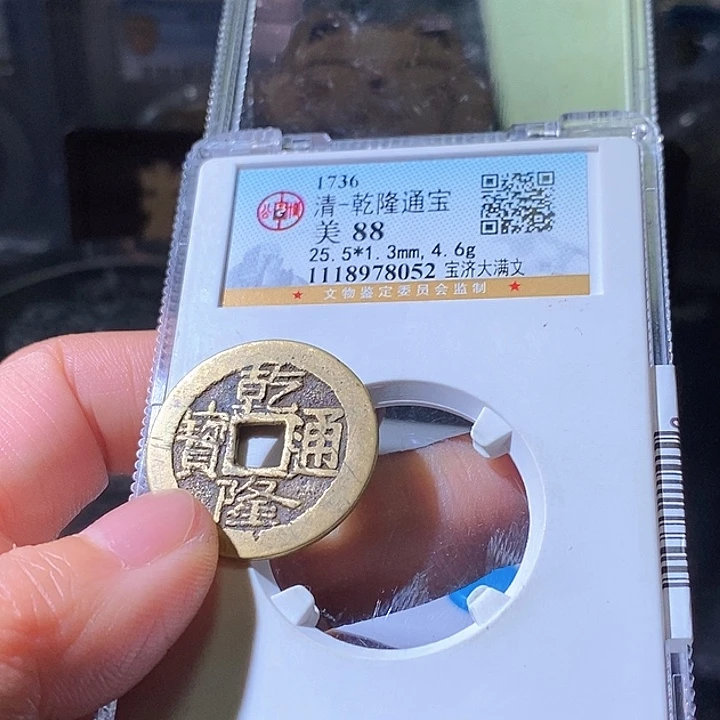 1736
清-乾隆通宝
美 88
25.5*1.3mm,4.6g
1118978052 宝济大满文
★ 文物鉴定委员会监制 ★
乾隆通寶